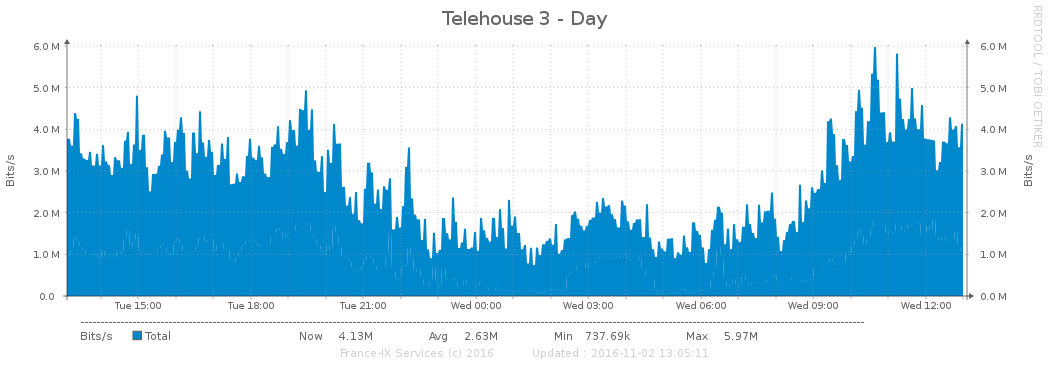 Telehouse 3 - Day
RRDTOOL / TOBI OETIKER
6.0 M 6.0 M
5.0 M 5.0 M
4.0 M 4.0 M
3.0 M 3.0 M
2.0 M 2.0 M
1.0 M 1.0 M
0.0 0.0 M
Bits/s Bits/s
Tue 15:00 Tue 18:00 Tue 21:00 Wed 00:00 Wed 03:00 Wed 06:00 Wed 09:00 Wed 12:00
Bits/s Total Now 4.13M Avg 2.63M Min 737.69k Max 5.97M
France-IX Services (c) 2016 Updated : 2016-11-02 13:05:11